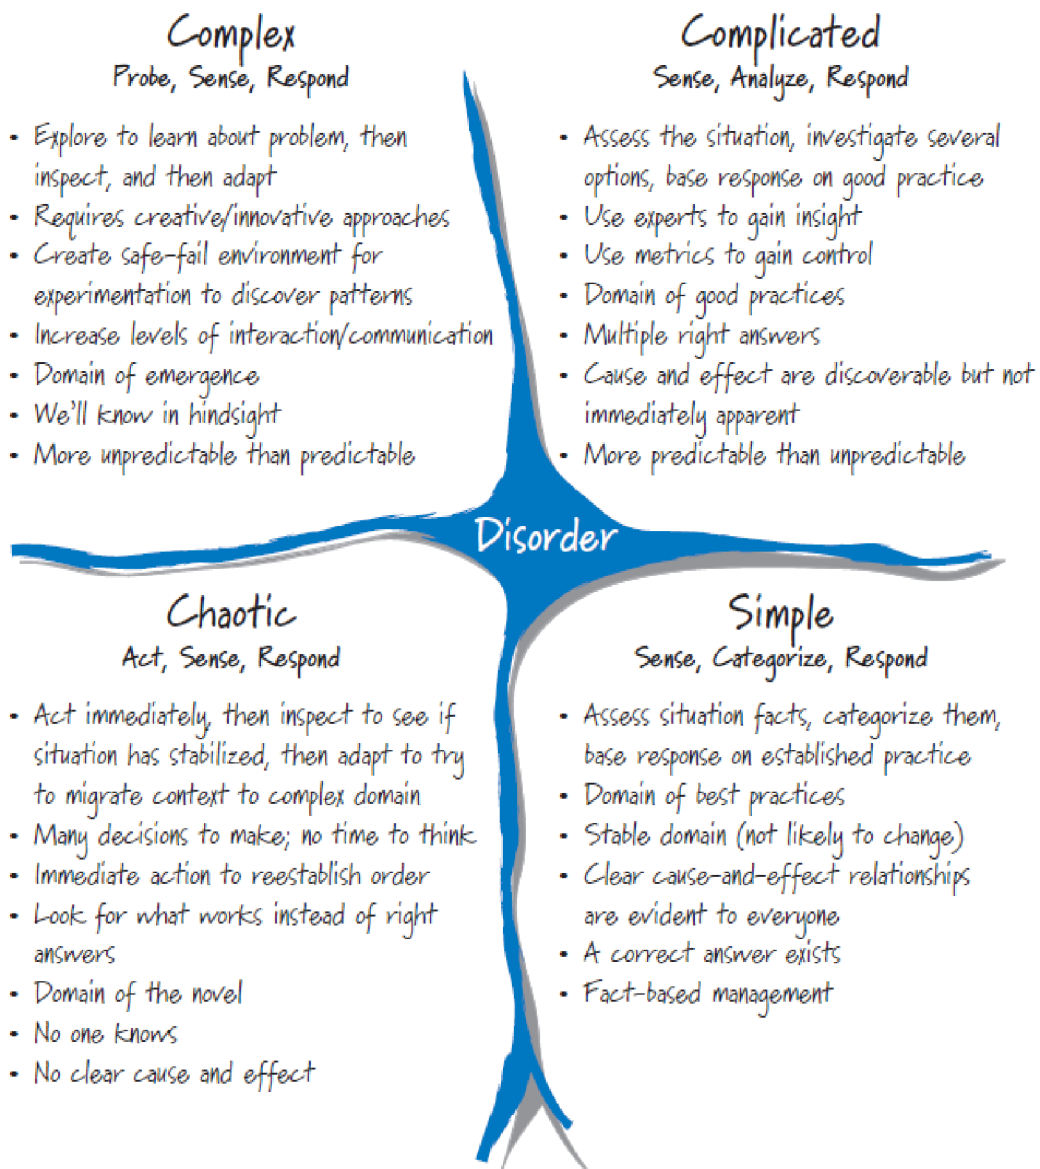 Complex
Probe, Sense, Respond
• Explore to learn about problem, then
inspect, and then adapt
• Requires creative/innovative approaches
• Create safe-fail environment for
experimentation to discover patterns
• Increase levels of interaction/communication
• Domain of emergence
• We'll know in hindsight
• More unpredictable than predictable
Complicated
Sense, Analyze, Respond
• Assess the situation, investigate several
options, base response on good practice
• Use experts to gain insight
• Use metrics to gain control
• Domain of good practices
• Multiple right answers
• Cause and effect are discoverable but not
immediately apparent
• More predictable than unpredictable
Disorder
Chaotic
Act, Sense, Respond
• Act immediately, then inspect to see if
situation has stabilized, then adapt to try
to migrate context to complex domain
• Many decisions to make; no time to think
• Immediate action to reestablish order
• Look for what works instead of right
answers
• Domain of the novel
• No one knows
• No clear cause and effect
Simple
Sense, Categorize, Respond
• Assess situation facts, categorize them,
base response on established practice
• Domain of best practices
• Stable domain (not likely to change)
• Clear cause-and-effect relationships
are evident to everyone
• A correct answer exists
• Fact-based management